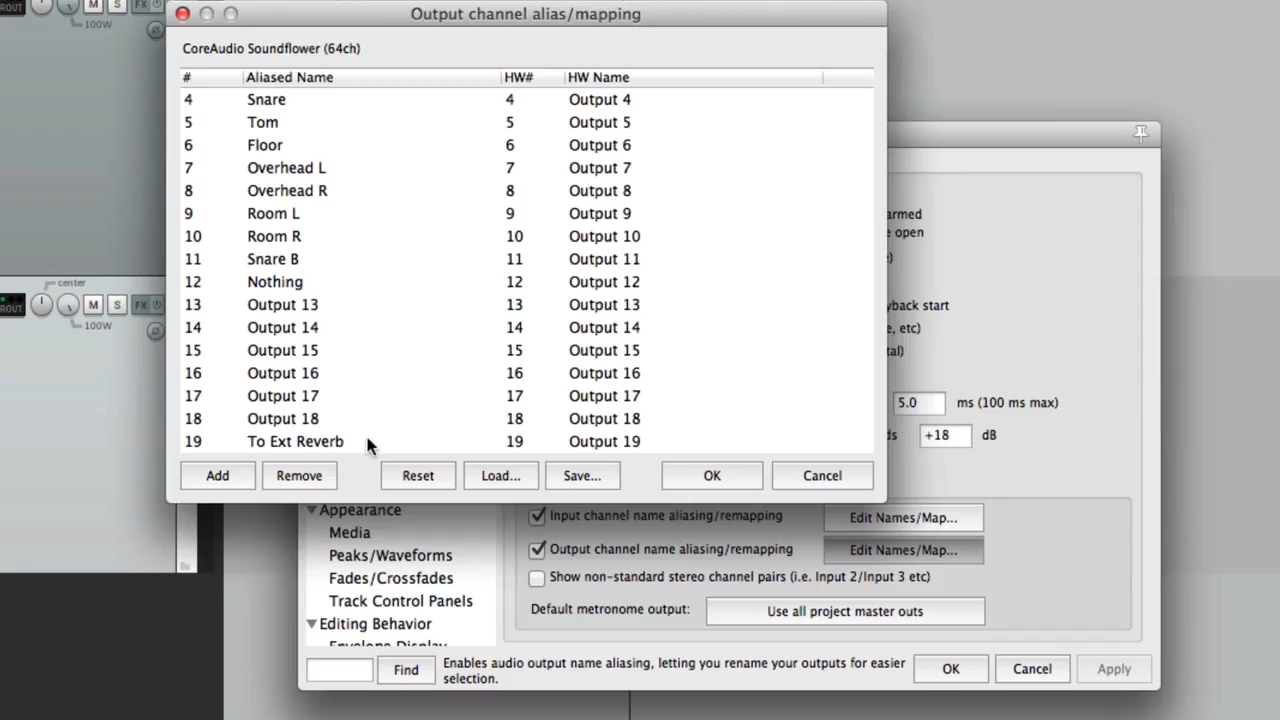 ROUT
M S FX
100W
Output channel alias/mapping
CoreAudio Soundflower (64ch)
# Aliased Name HW# HW Name
4 Snare 4 Output 4
5 Tom 5 Output 5
6 Floor 6 Output 6
7 Overhead L 7 Output 7
8 Overhead R 8 Output 8
9 Room L 9 Output 9
10 Room R 10 Output 10
11 Snare B 11 Output 11
12 Nothing 12 Output 12
13 Output 13 13 Output 13
14 Output 14 14 Output 14
15 Output 15 15 Output 15
16 Output 16 16 Output 16
17 Output 17 17 Output 17
18 Output 18 18 Output 18
19 To Ext Reverb 19 Output 19
Add Remove Reset Load... Save... OK Cancel
center
ROUT M S FX
100W
armed
e open
)
yback start
e, etc)
tal)
5.0 ms (100 ms max)
ds +18 dB
Appearance
Media
Peaks/Waveforms
Fades/Crossfades
Track Control Panels
Editing Behavior
Envelope Display
Input channel name aliasing/remapping Edit Names/Map...
Output channel name aliasing/remapping Edit Names/Map...
Show non-standard stereo channel pairs (i.e. Input 2/Input 3 etc)
Default metronome output: Use all project master outs
Find
Enables audio output name aliasing, letting you rename your outputs for easier
selection.
OK Cancel Apply